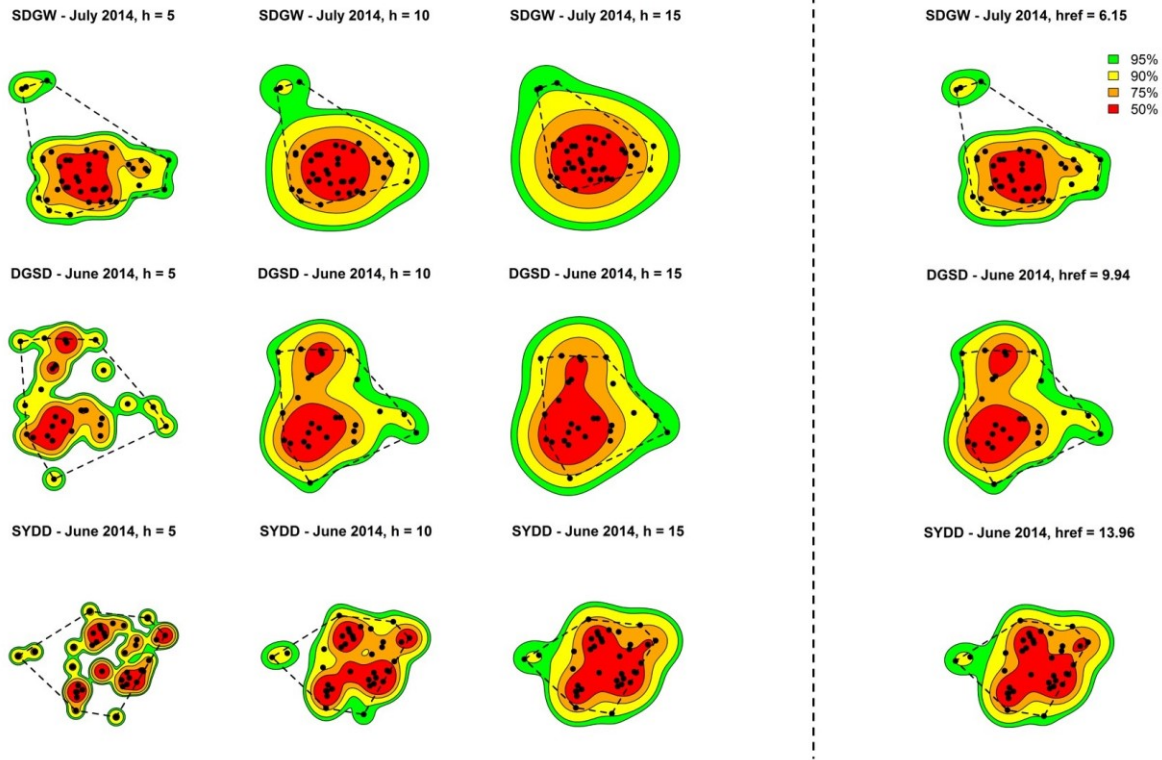 SDGW - July 2014, h = 5
SDGW - July 2014, h = 10
SDGW - July 2014, h = 15
SDGW - July 2014, href = 6.15
95%
90%
75%
50%
DGSD - June 2014, h = 5
DGSD - June 2014, h = 10
DGSD - June 2014, h = 15
DGSD - June 2014, href = 9.94
SYDD - June 2014, h = 5
SYDD - June 2014, h = 10
SYDD - June 2014, h = 15
SYDD - June 2014, href = 13.96